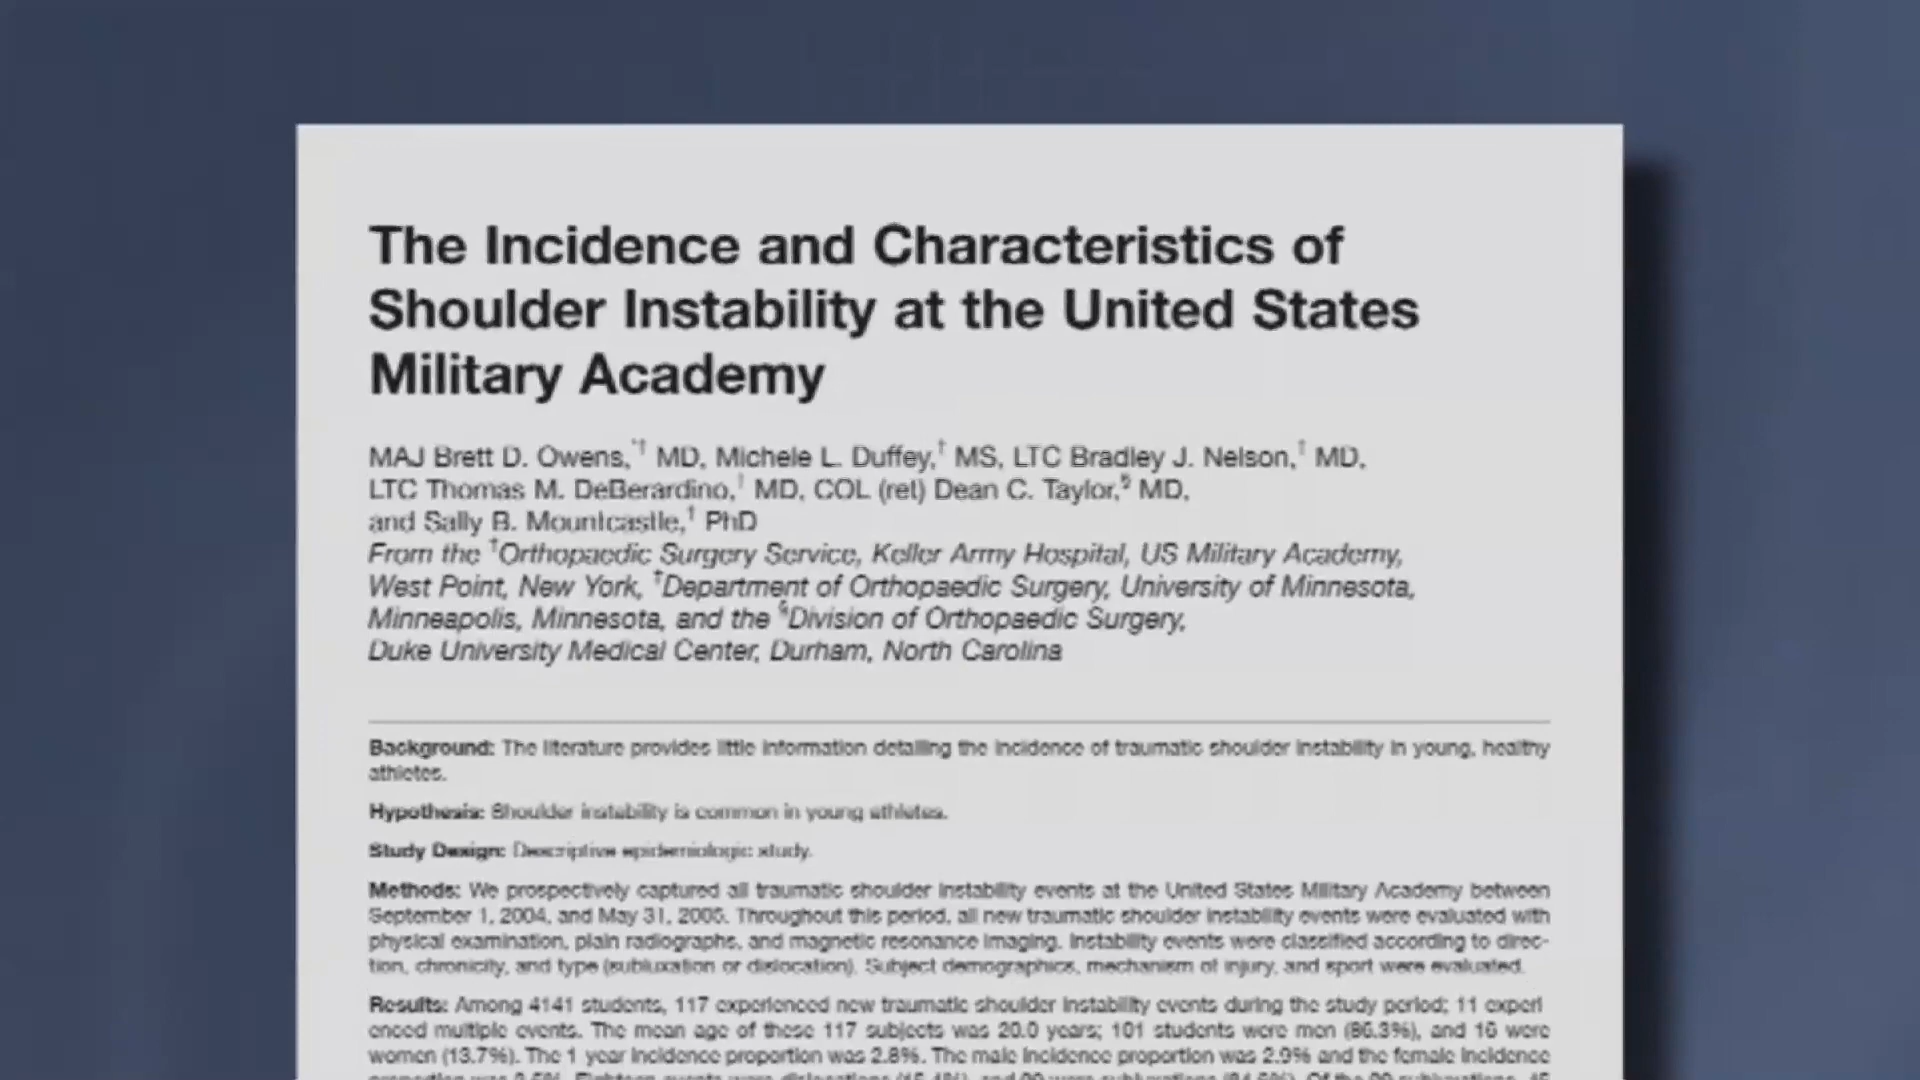 The Incidence and Characteristics of
Shoulder Instability at the United States
Military Academy
MAJ Brett D. Owens,*† MD, Michele L. Duffey,† MS, LTC Bradley J. Nelson,† MD,
LTC Thomas M. DeBerardino,† MD, COL (ret) Dean C. Taylor,§ MD,
and Sally B. Mountcastle,† PhD
From the †Orthopaedic Surgery Service, Keller Army Hospital, US Military Academy,
West Point, New York, †Department of Orthopaedic Surgery, University of Minnesota,
Minneapolis, Minnesota, and the §Division of Orthopaedic Surgery,
Duke University Medical Center, Durham, North Carolina
Background: The literature provides little information detailing the incidence of traumatic shoulder instability in young, healthy
athletes.
Hypothesis: Shoulder instability is common in young athletes.
Study Design: Descriptive epidemiologic study.
Methods: We prospectively captured all traumatic shoulder instability events at the United States Military Academy between
September 1, 2004, and May 31, 2005. Throughout this period, all new traumatic shoulder instability events were evaluated with
physical examination, plain radiographs, and magnetic resonance imaging. Instability events were classified according to direc-
tion, chronicity, and type (subluxation or dislocation). Subject demographics, mechanism of injury, and sport were evaluated.
Results: Among 4141 students, 117 experienced new traumatic shoulder instability events during the study period; 11 experi
enced multiple events. The mean age of these 117 subjects was 20.0 years; 101 students were men (86.3%), and 16 were
women (13.7%). The 1 year incidence proportion was 2.8%. The male incidence proportion was 2.9% and the female incidence